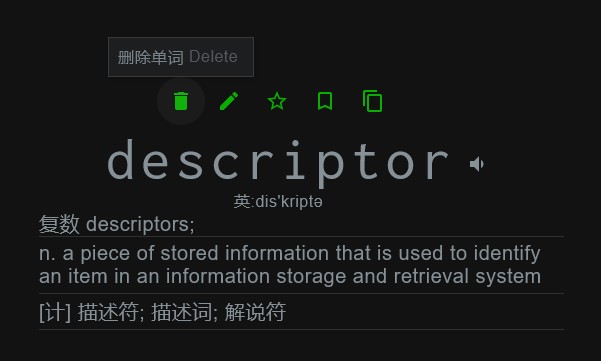 删除单词 Delete
descriptor
英:dis'kriptə
复数 descriptors;
n. a piece of stored information that is used to identify
an item in an information storage and retrieval system
[计] 描述符; 描述词; 解说符